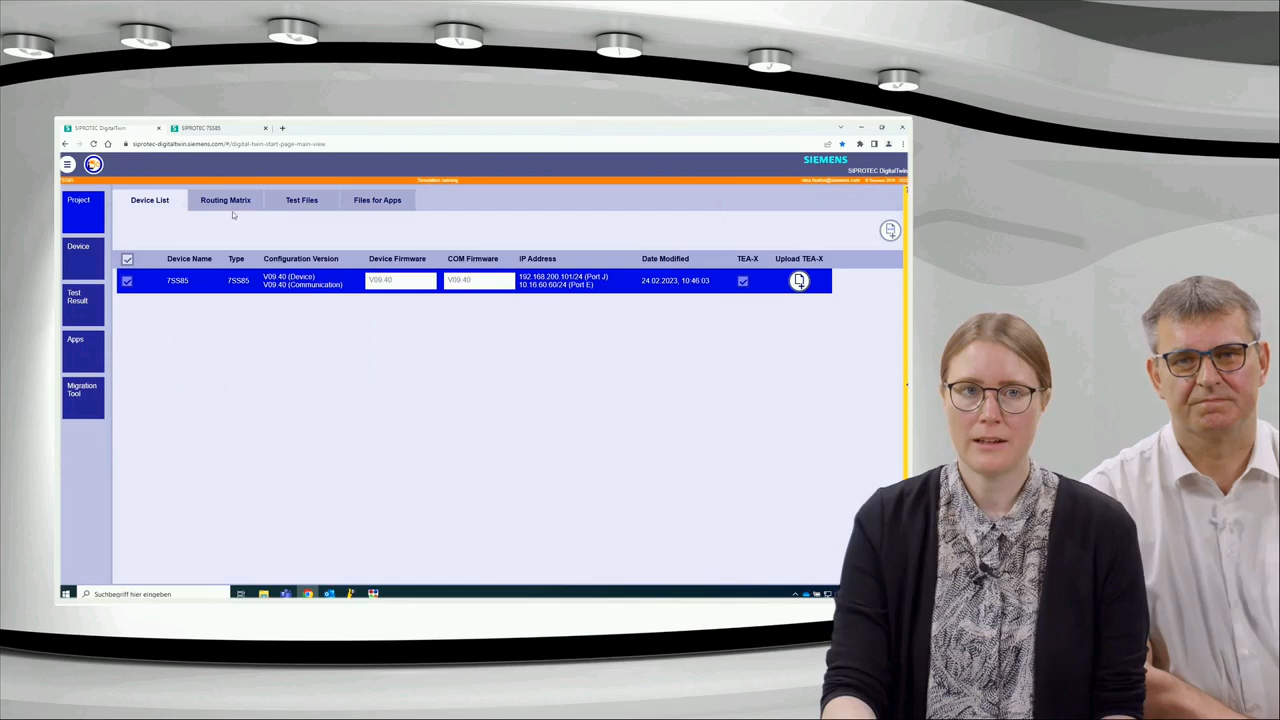 SIPROTEC DigitalTwin
SIPROTEC 7SS85
siprotec-digitaltwin.siemens.com/#/digital-twin-start-page-main-view
SIEMENS
SIPROTEC DigitalTwin
7SS85
Simulation running
Project
Device
Test
Result
Apps
Migration
Tool
Device List
Routing Matrix
Test Files
Files for Apps
Device Name
Type
Configuration Version
Device Firmware
COM Firmware
IP Address
Date Modified
TEA-X
Upload TEA-X
7SS85
7SS85
V09.40 (Device)
V09.40 (Communication)
V09.40
V09.40
192.168.200.101/24 (Port J)
10.16.60.60/24 (Port E)
24.02.2023, 10:46:03
Suchbegriff hier eingeben